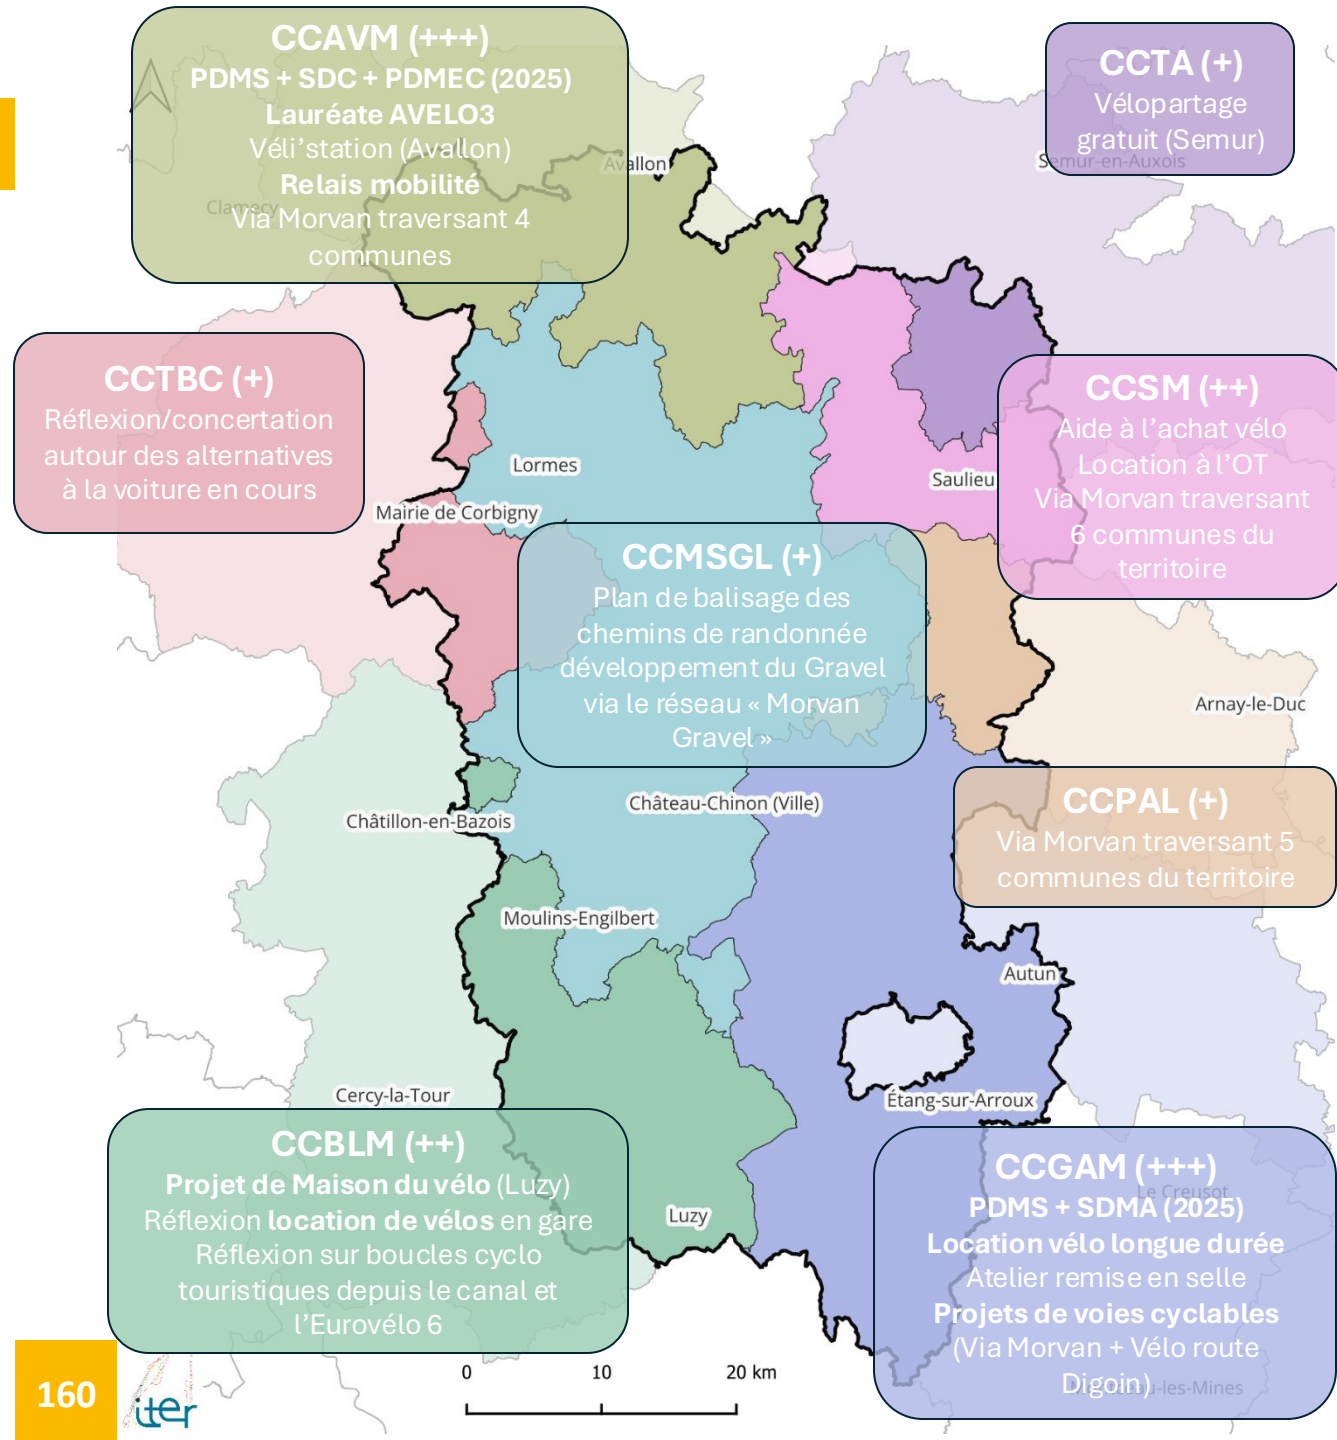 CCAVM (+++)
PDMS + SDC + PDMEC (2025)
Lauréate AVELO3
Véli’station (Avallon)
Relais mobilité
Via Morvan traversant 4
communes
Avallon
Clamecy
CCTA (+)
Vélopartage
gratuit (Semur)
Semur-en-Auxois
CCTBC (+)
Réflexion/concertation
autour des alternatives
à la voiture en cours
CCSM (++)
Aide à l’achat vélo
Location à l’OT
Via Morvan traversant
6 communes du
territoire
Lormes
Saulieu
Mairie de Corbigny
CCMSGL (+)
Plan de balisage des
chemins de randonnée
développement du Gravel
via le réseau « Morvan
Gravel »
Arnay-le-Duc
CCPAL (+)
Via Morvan traversant 5
communes du territoire
Château-Chinon (Ville)
Châtillon-en-Bazois
Moulins-Engilbert
Autun
Cercy-la-Tour
Étang-sur-Arroux
CCBLM (++)
Projet de Maison du vélo (Luzy)
Réflexion location de vélos en gare
Réflexion sur boucles cyclo
touristiques depuis le canal et
l’Eurovélo 6
Luzy
CCGAM (+++)
PDMS + SDMA (2025)
Location vélo longue durée
Atelier remise en selle
Projets de voies cyclables
(Via Morvan + Vélo route
Digoin)
Le Creusot
0 10 20 km
160
iter